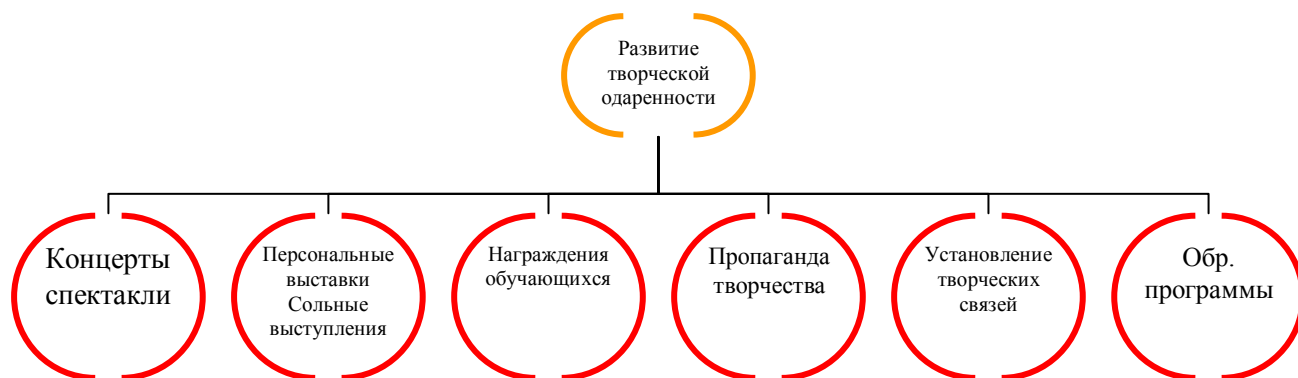 Развитие
творческой
одаренности
Концерты
спектакли
Персональные
выставки
Сольные
выступления
Награждения
обучающихся
Пропаганда
творчества
Установление
творческих
связей
Обр.
программы